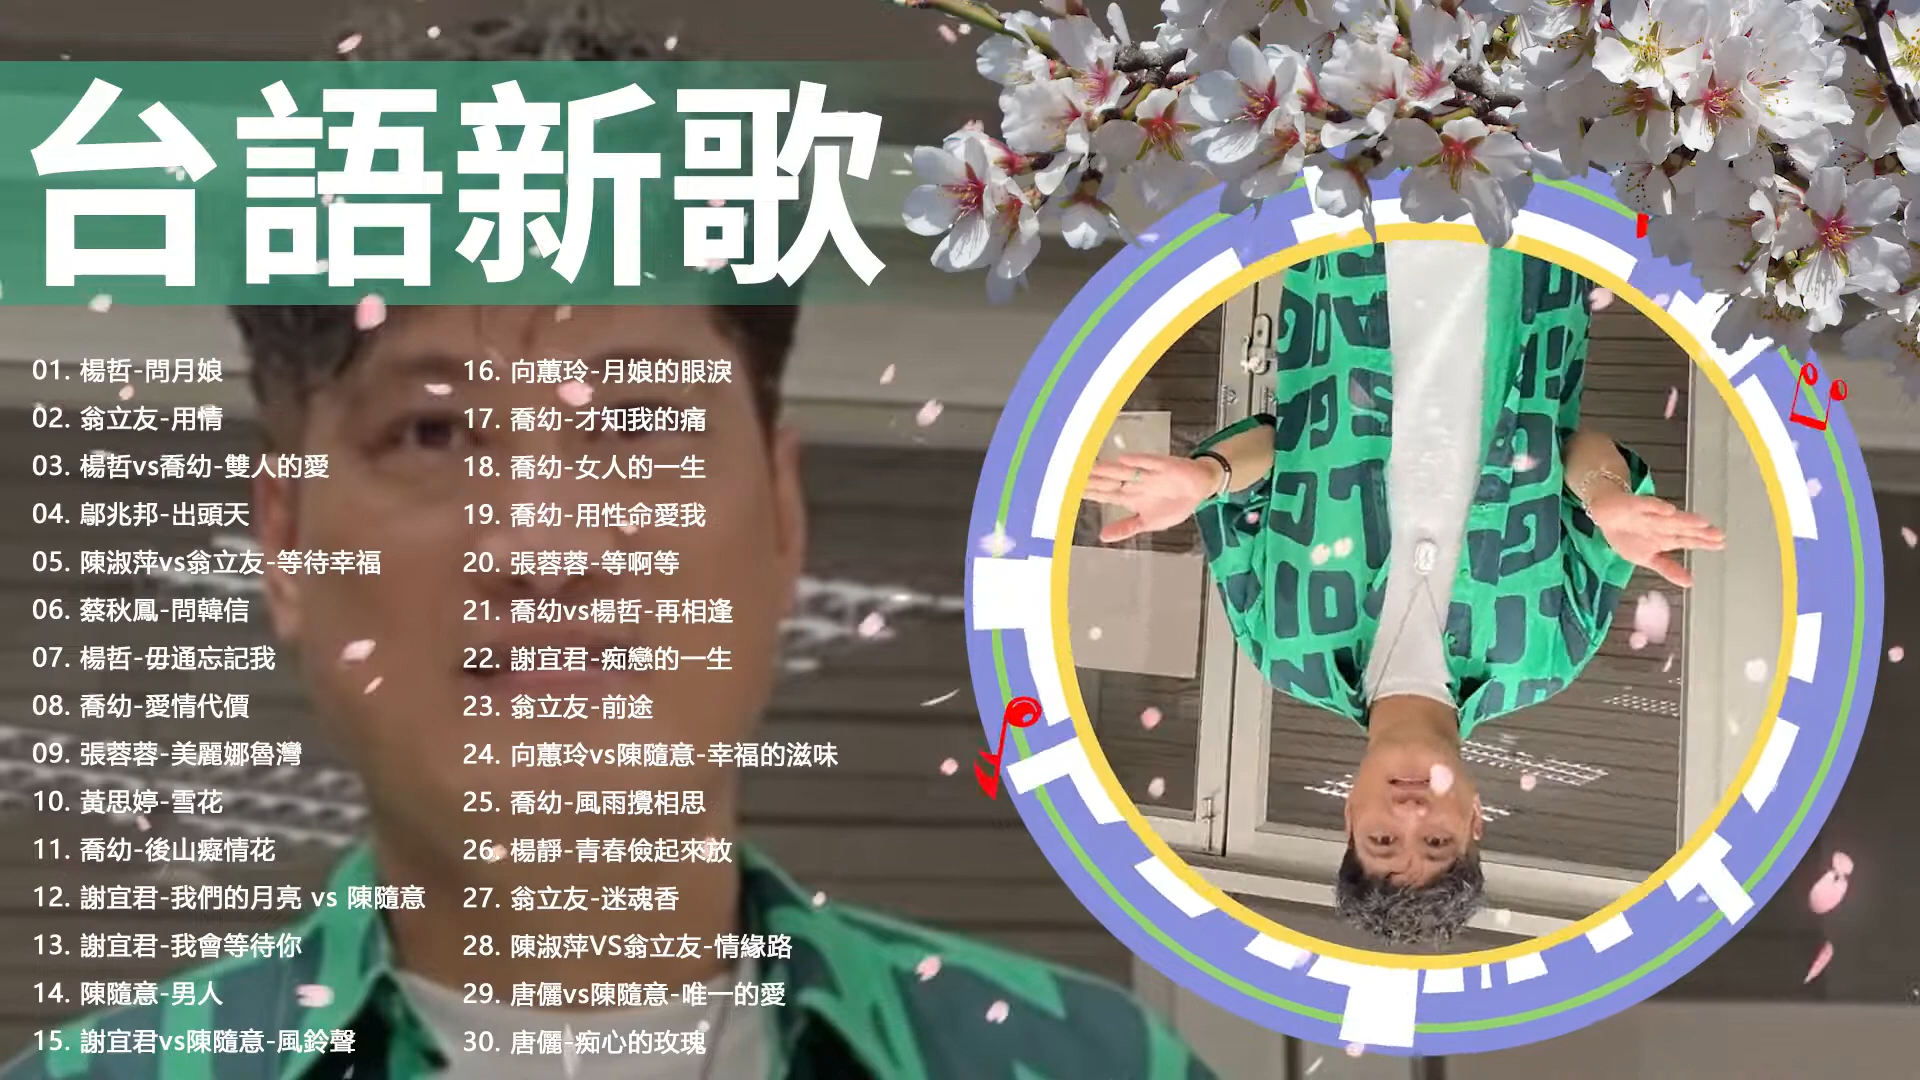 台語新歌
01. 楊哲-問月娘
02. 翁立友-用情
03. 楊哲vs喬幼-雙人的愛
04. 鄔兆邦-出頭天
05. 陳淑萍vs翁立友-等待幸福
06. 蔡秋鳳-問韓信
07. 楊哲-毋通忘記我
08. 喬幼-愛情代價
09. 張蓉蓉-美麗娜魯灣
10. 黃思婷-雪花
11. 喬幼-後山癡情花
12. 謝宜君-我們的月亮 vs 陳隨意
13. 謝宜君-我會等待你
14. 陳隨意-男人
15. 謝宜君vs陳隨意-風鈴聲
16. 向蕙玲-月娘的眼淚
17. 喬幼-才知我的痛
18. 喬幼-女人的一生
19. 喬幼-用性命愛我
20. 張蓉蓉-等啊等
21. 喬幼vs楊哲-再相逢
22. 謝宜君-痴戀的一生
23. 翁立友-前途
24. 向蕙玲vs陳隨意-幸福的滋味
25. 喬幼-風雨攪相思
26. 楊靜-青春儉起來放
27. 翁立友-迷魂香
28. 陳淑萍VS翁立友-情緣路
29. 唐儷vs陳隨意-唯一的愛
30. 唐儷-痴心的玫瑰